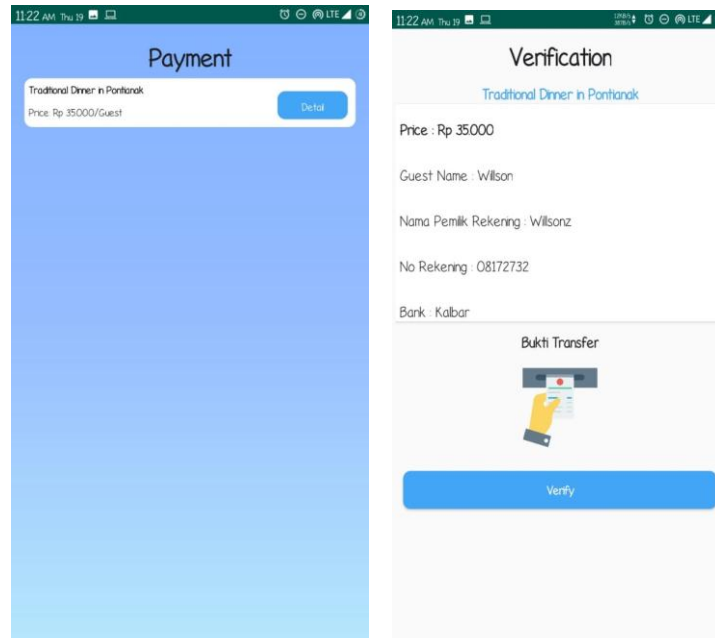 11:22 AM Thu 19
LTE
Payment
Traditional Dinner in Pontianak
Price: Rp 35000/Guest
Detail
11:22 AM Thu 19
LTE
Verification
Traditional Dinner in Pontianak
Price : Rp 35.000
Guest Name : Willson
Nama Pemilik Rekening : Willsonz
No Rekening : 08172732
Bank : Kalbar
Bukti Transfer
Verify